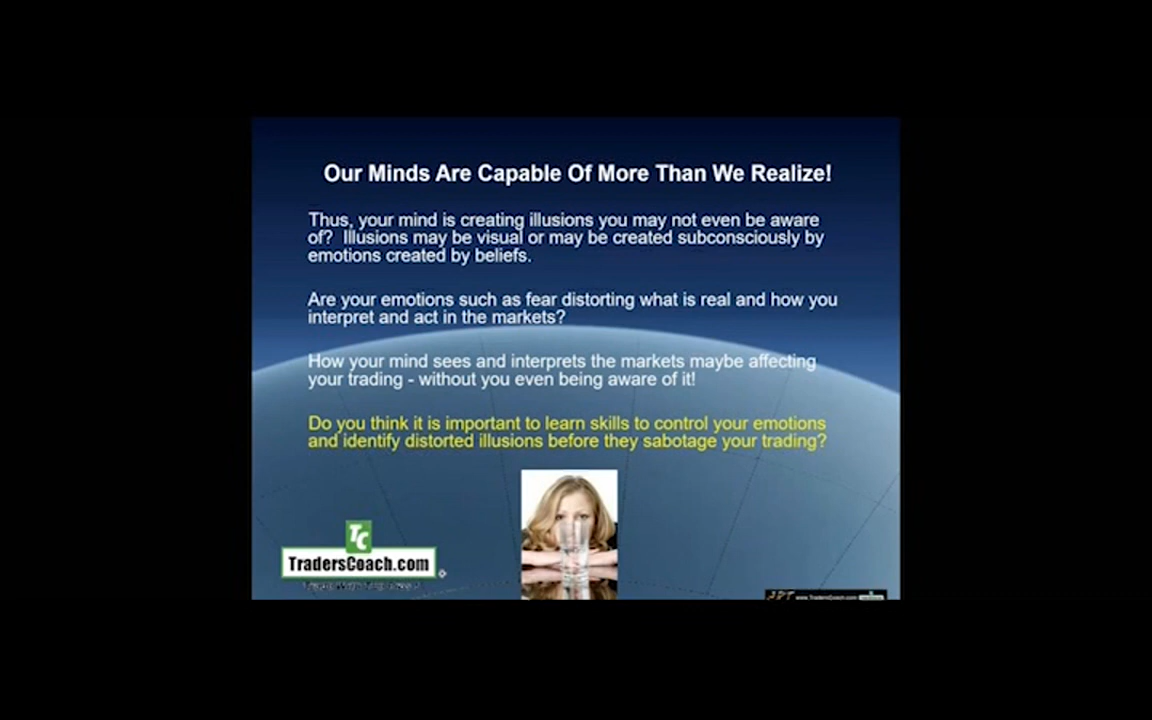 Our Minds Are Capable Of More Than We Realize!
Thus, your mind is creating illusions you may not even be aware
of?  Illusions may be visual or may be created subconsciously by
emotions created by beliefs.
Are your emotions such as fear distorting what is real and how you
interpret and act in the markets?
How your mind sees and interprets the markets maybe affecting
your trading - without you even being aware of it!
Do you think it is important to learn skills to control your emotions
and identify distorted illusions before they sabotage your trading?
TC
TradersCoach.com
www.TradersCoach.com